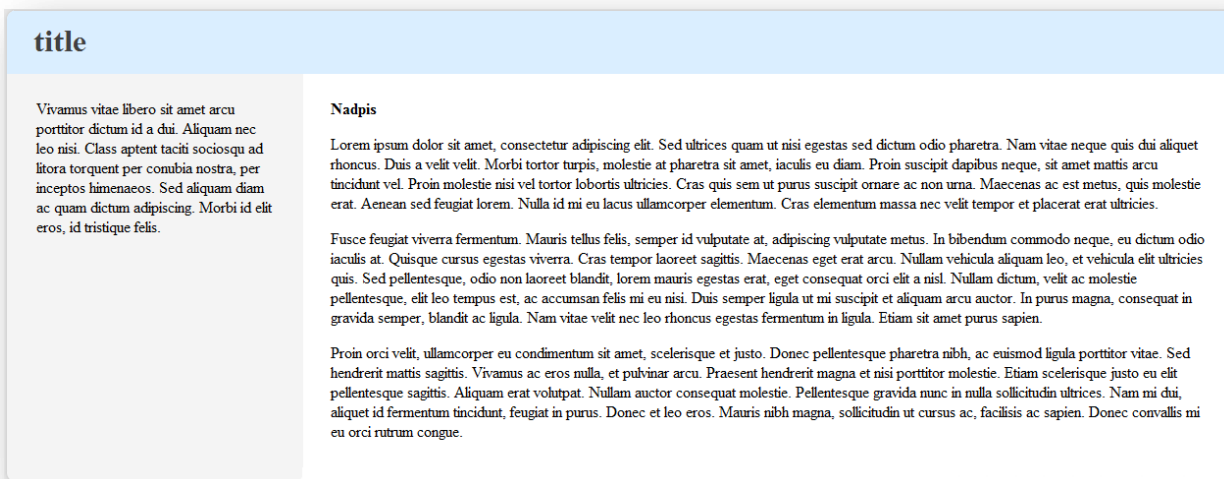 title
Vivamus vitae libero sit amet arcu
porttitor dictum id a dui. Aliquam nec
leo nisi. Class aptent taciti sociosqu ad
litora torquent per conubia nostra, per
inceptos himenaeos. Sed aliquam diam
ac quam dictum adipiscing. Morbi id elit
eros, id tristique felis.
Nadpis
Lorem ipsum dolor sit amet, consectetur adipiscing elit. Sed ultrices quam ut nisi egestas sed dictum odio pharetra. Nam vitae neque quis dui aliquet
rhoncus. Duis a velit velit. Morbi tortor turpis, molestie at pharetra sit amet, iaculis eu diam. Proin suscipit dapibus neque, sit amet mattis arcu
tincidunt vel. Proin molestie nisi vel tortor lobortis ultricies. Cras quis sem ut purus suscipit ornare ac non urna. Maecenas ac est metus, quis molestie
erat. Aenean sed feugiat lorem. Nulla id mi eu lacus ullamcorper elementum. Cras elementum massa nec velit tempor et placerat erat ultricies.
Fusce feugiat viverra fermentum. Mauris tellus felis, semper id vulputate at, adipiscing vulputate metus. In bibendum commodo neque, eu dictum odio
iaculis at. Quisque cursus egestas viverra. Cras tempor laoreet sagittis. Maecenas eget erat arcu. Nullam vehicula aliquam leo, et vehicula elit ultricies
quis. Sed pellentesque, odio non laoreet blandit, lorem mauris egestas erat, eget consequat orci elit a nisl. Nullam dictum, velit ac molestie
pellentesque, elit leo tempus est, ac accumsan felis mi eu nisi. Duis semper ligula ut mi suscipit et aliquam arcu auctor. In purus magna, consequat in
gravida semper, blandit ac ligula. Nam vitae velit nec leo rhoncus egestas fermentum in ligula. Etiam sit amet purus sapien.
Proin orci velit, ullamcorper eu condimentum sit amet, scelerisque et justo. Donec pellentesque pharetra nibh, ac euismod ligula porttitor vitae. Sed
hendrerit mattis sagittis. Vivamus ac eros nulla, et pulvinar arcu. Praesent hendrerit magna et nisi porttitor molestie. Etiam scelerisque justo eu elit
pellentesque sagittis. Aliquam erat volutpat. Nullam auctor consequat molestie. Pellentesque gravida nunc in nulla sollicitudin ultrices. Nam mi dui,
aliquet id fermentum tincidunt, feugiat in purus. Donec et leo eros. Mauris nibh magna, sollicitudin ut cursus ac, facilisis ac sapien. Donec convallis mi
eu orci rutrum congue.